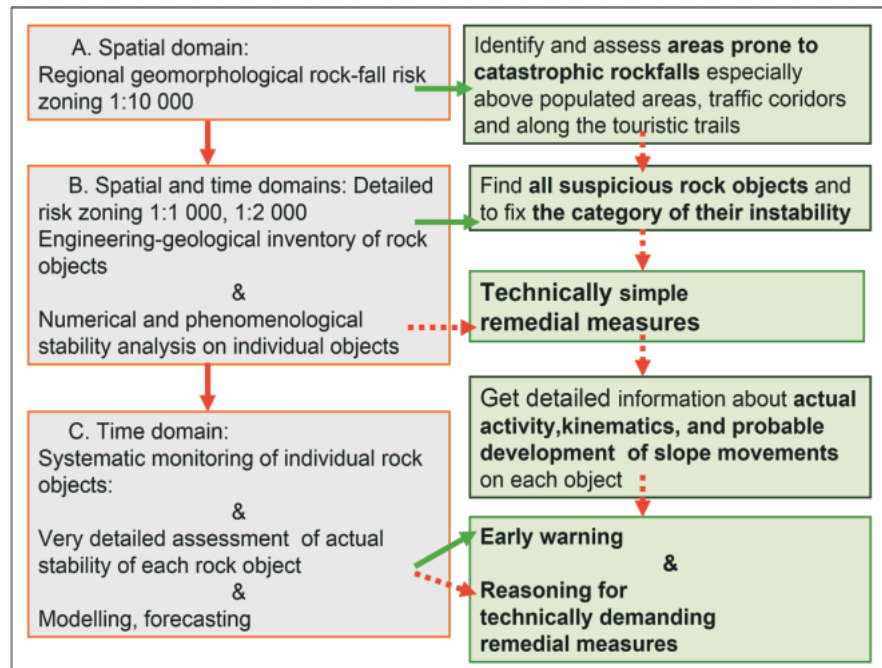 A. Spatial domain:
Regional geomorphological rock-fall risk
zoning 1:10 000
Identify and assess areas prone to
catastrophic rockfalls especially
above populated areas, traffic coridors
and along the touristic trails
B. Spatial and time domains: Detailed
risk zoning 1:1 000, 1:2 000
Engineering-geological inventory of rock
objects
&
Numerical and phenomenological
stability analysis on individual objects
Find all suspicious rock objects and
to fix the category of their instability
Technically simple
remedial measures
C. Time domain:
Systematic monitoring of individual rock
objects:
&
Very detailed assessment of actual
stability of each rock object
&
Modelling, forecasting
Get detailed information about actual
activity,kinematics, and probable
development of slope movements
on each object
Early warning
&
Reasoning for
technically demanding
remedial measures